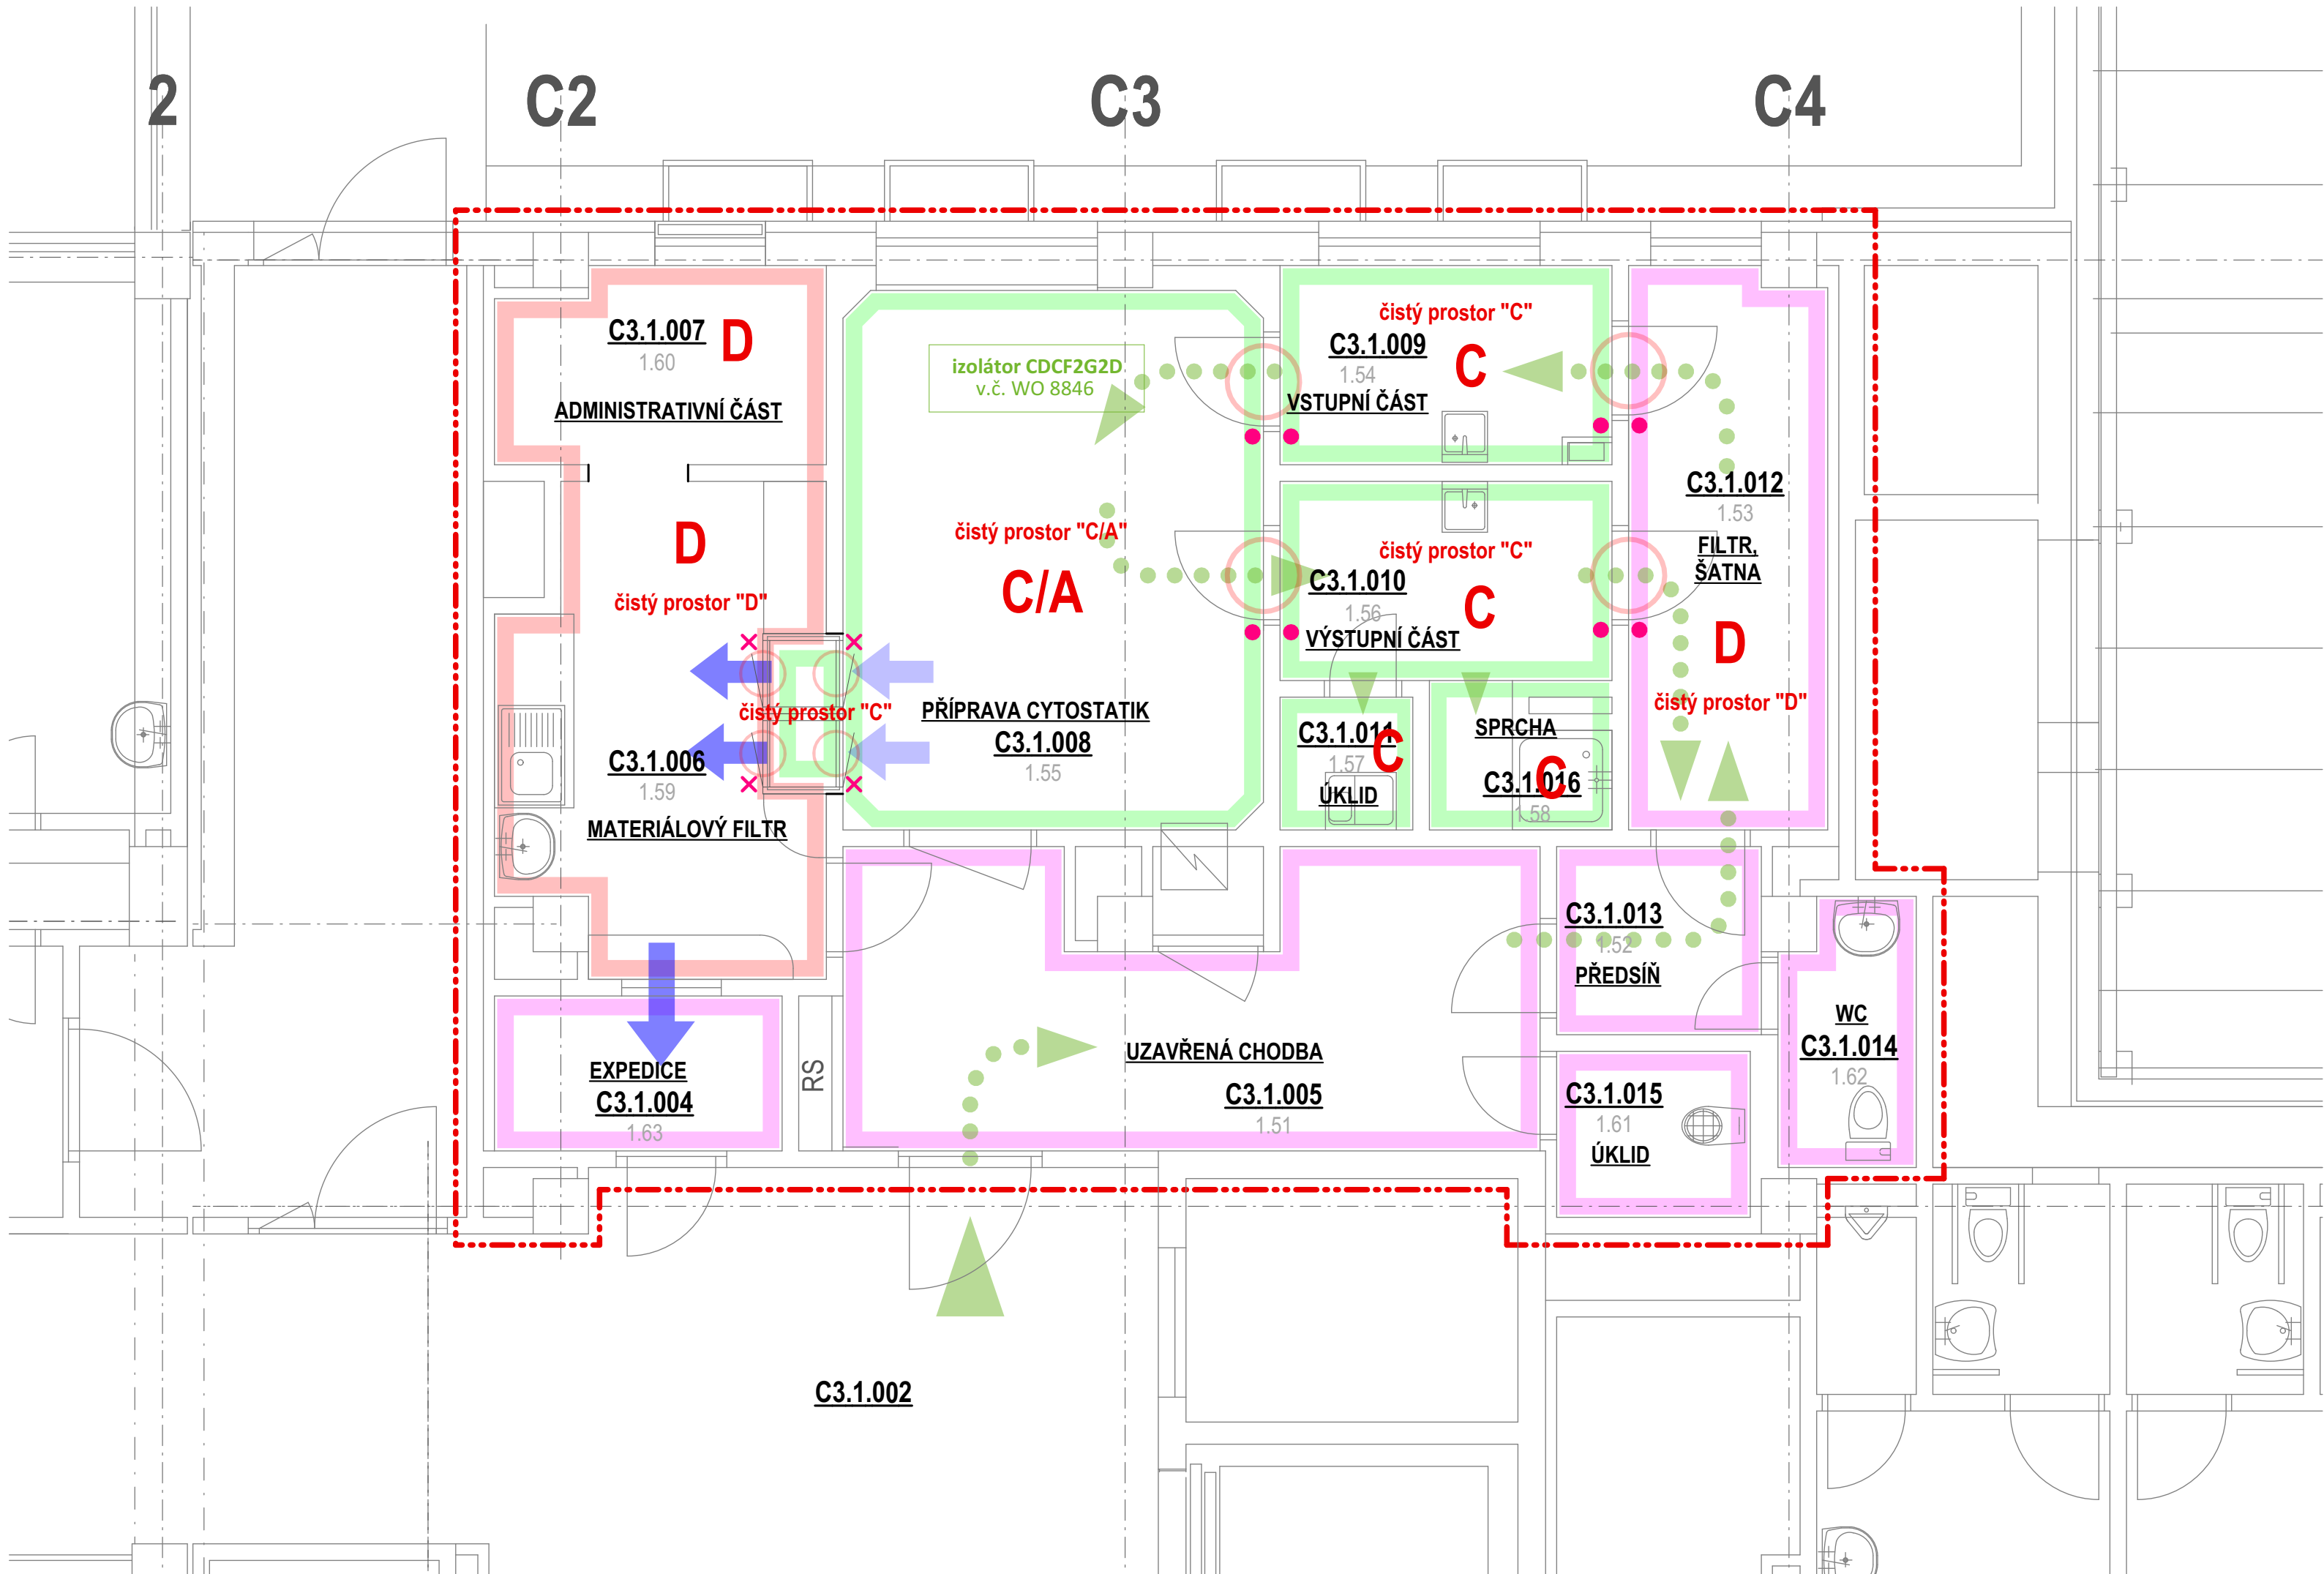 2
C2
C3
C4
C3.1.007
1.60
D
ADMINISTRATIVNÍ ČÁST
izolátor CDCF2G2D
v.č. WO 8846
čistý prostor "C"
C3.1.009
1.54
C
VSTUPNÍ ČÁST
C3.1.012
1.53
FILTR,
ŠATNA
D
čistý prostor "D"
D
čistý prostor "D"
čistý prostor "C/A"
C/A
čistý prostor "C"
C3.1.010
1.56
C
VÝSTUPNÍ ČÁST
čistý prostor "C"
PŘÍPRAVA CYTOSTATIK
C3.1.008
1.55
C3.1.011
1.57
C
ÚKLID
SPRCHA
C3.1.016
C
1.58
C3.1.006
1.59
MATERIÁLOVÝ FILTR
C3.1.013
1.52
PŘEDSÍŇ
WC
C3.1.014
1.62
EXPEDICE
C3.1.004
1.63
RS
UZAVŘENÁ CHODBA
C3.1.005
1.51
C3.1.015
1.61
ÚKLID
C3.1.002